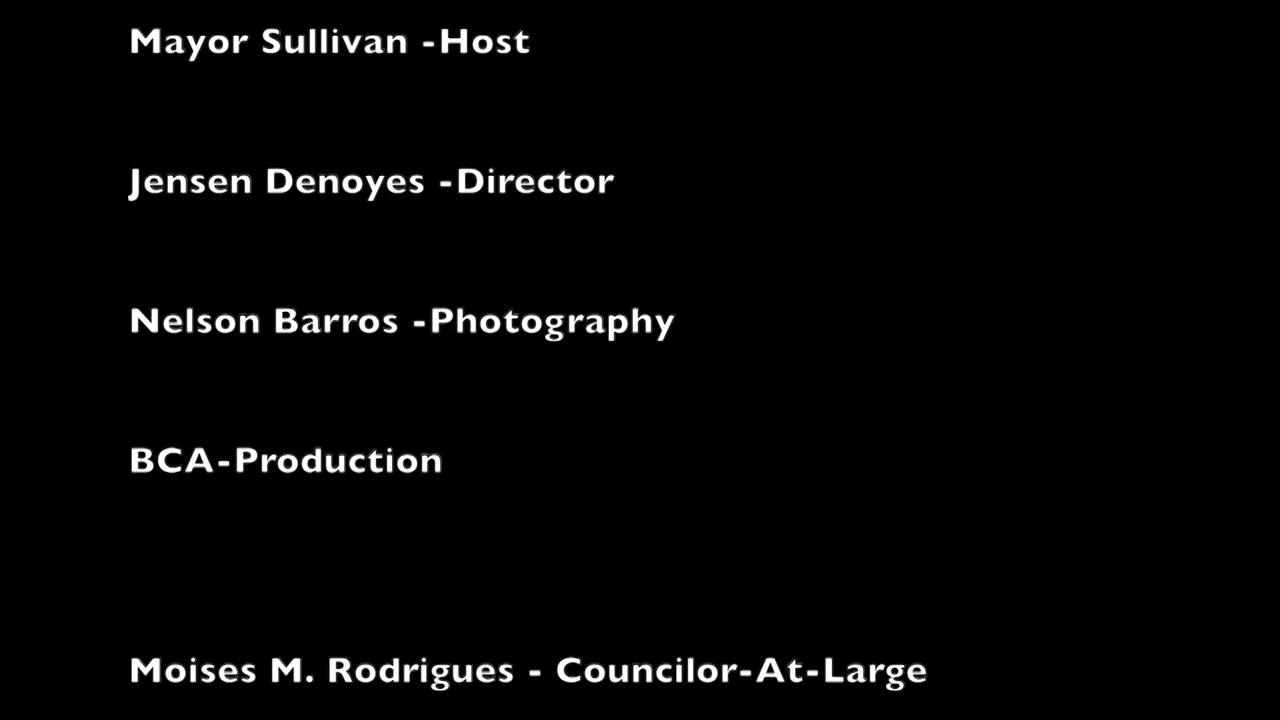 Mayor Sullivan -Host
Jensen Denoyes -Director
Nelson Barros -Photography
BCA-Production
Moises M. Rodrigues - Councilor-At-Large